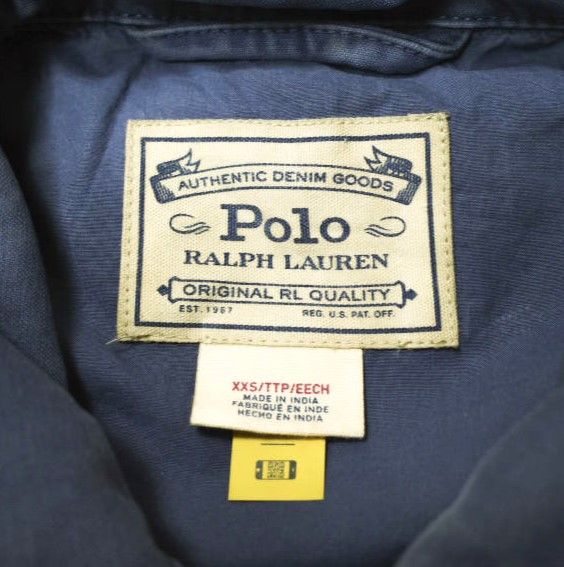 AUTHENTIC DENIM GOODS
Polo
RALPH LAUREN
ORIGINAL RL QUALITY
EST. 1967 REG. U.S. PAT. OFF.
XXS/TTP/EECH
MADE IN INDIA
FABRIQUÉ EN INDE
HECHO EN INDIA